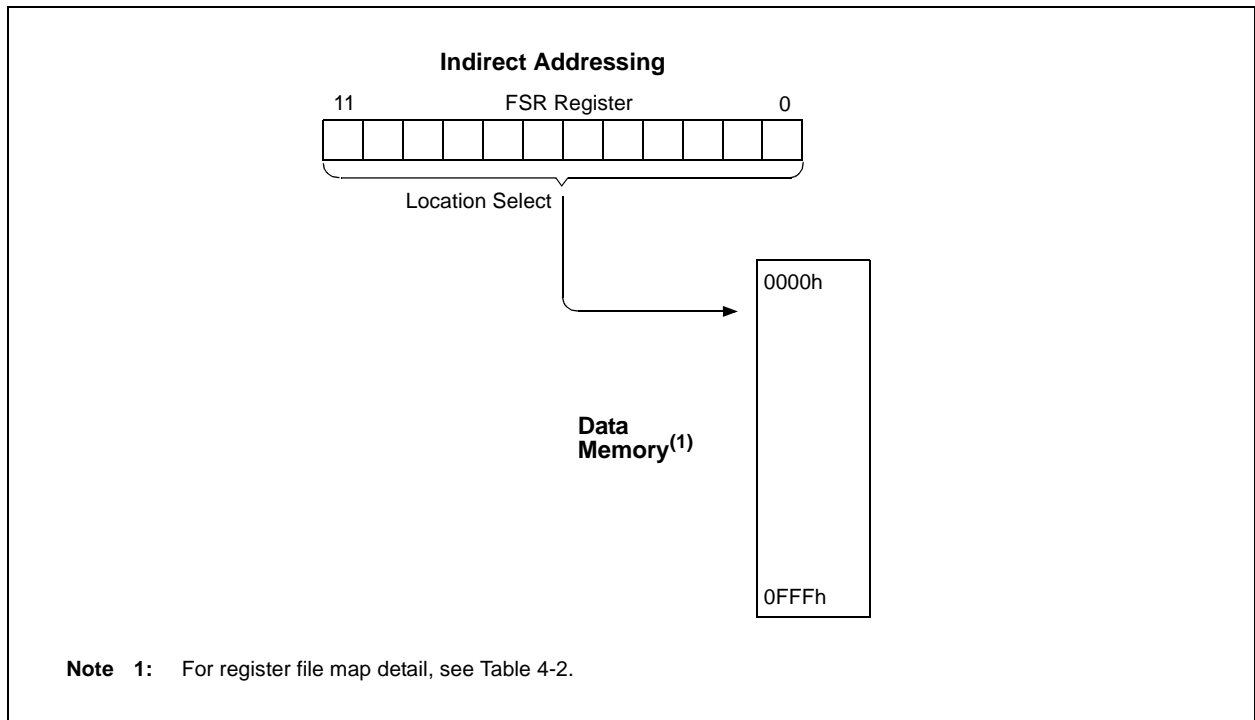 Indirect Addressing
11 FSR Register 0
Location Select
0000h
Data
Memory(1)
0FFFh
Note 1: For register file map detail, see Table 4-2.